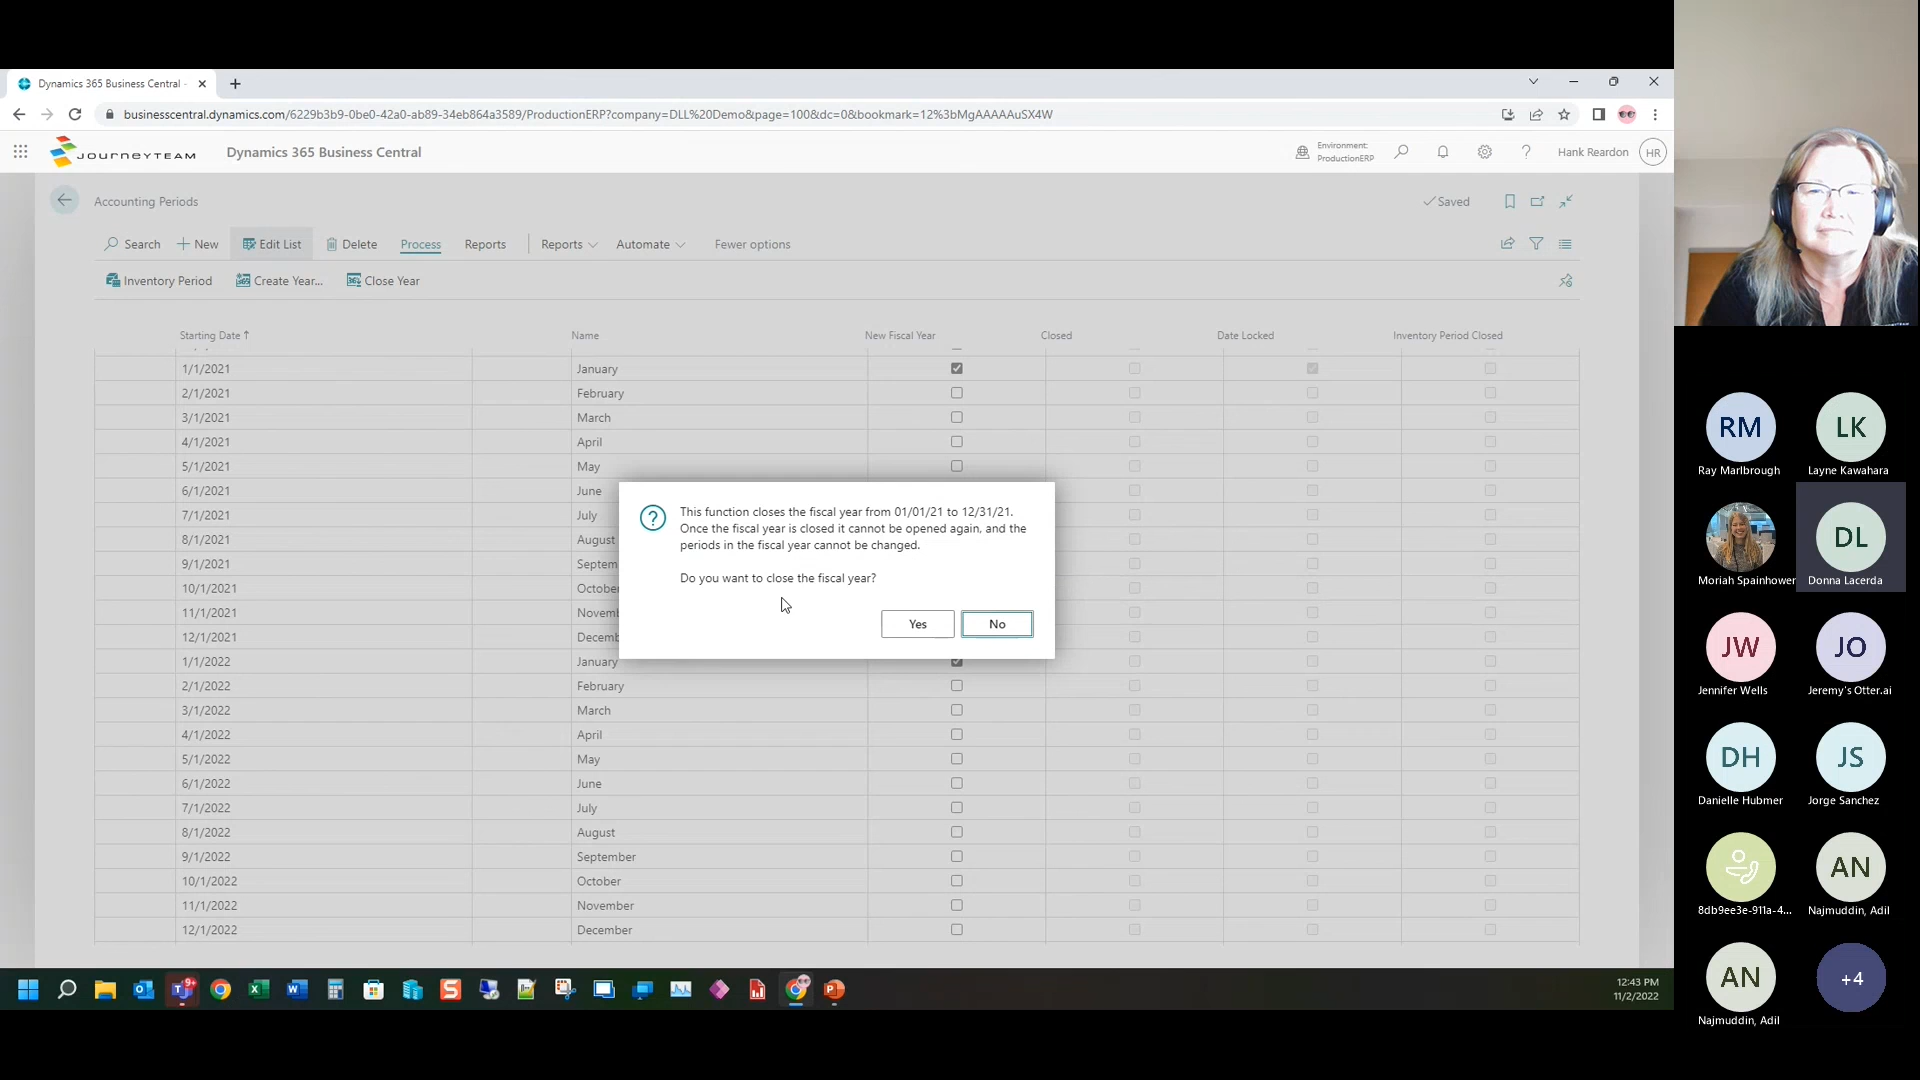 Dynamics 365 Business Central -
businesscentral.dynamics.com/6229b3b9-0be0-42a0-ab89-34eb864a3589/ProductionERP?company=DLL%20Demo&page=100&dc=0&bookmark=12%3bMgAAAAAuSX4W
JOURNEYTEAM
Dynamics 365 Business Central
Environment:
ProductionERP
Hank Reardon
HR
Accounting Periods
Saved
Search
New
Edit List
Delete
Process
Reports
Reports
Automate
Fewer options
Inventory Period
Create Year...
Close Year
Starting Date ↑ Name New Fiscal Year Closed Date Locked Inventory Period Closed
1/1/2021 January
2/1/2021 February
3/1/2021 March
4/1/2021 April
5/1/2021 May
6/1/2021 June
7/1/2021 July
8/1/2021 August
9/1/2021 Septem
10/1/2021 Octobe
11/1/2021 Novem
12/1/2021 Decemb
1/1/2022 January
2/1/2022 February
3/1/2022 March
4/1/2022 April
5/1/2022 May
6/1/2022 June
7/1/2022 July
8/1/2022 August
9/1/2022 September
10/1/2022 October
11/1/2022 November
12/1/2022 December
This function closes the fiscal year from 01/01/21 to 12/31/21.
Once the fiscal year is closed it cannot be opened again, and the
periods in the fiscal year cannot be changed.
Do you want to close the fiscal year?
Yes
No
12:43 PM
11/2/2022
RM
Ray Marlbrough
LK
Layne Kawahara
Moriah Spainhower
DL
Donna Lacerda
JW
Jennifer Wells
JO
Jeremy's Otter.ai
DH
Danielle Hubmer
JS
Jorge Sanchez
8db9ee3e-911a-4...
AN
Najmuddin, Adil
AN
Najmuddin, Adil
+4